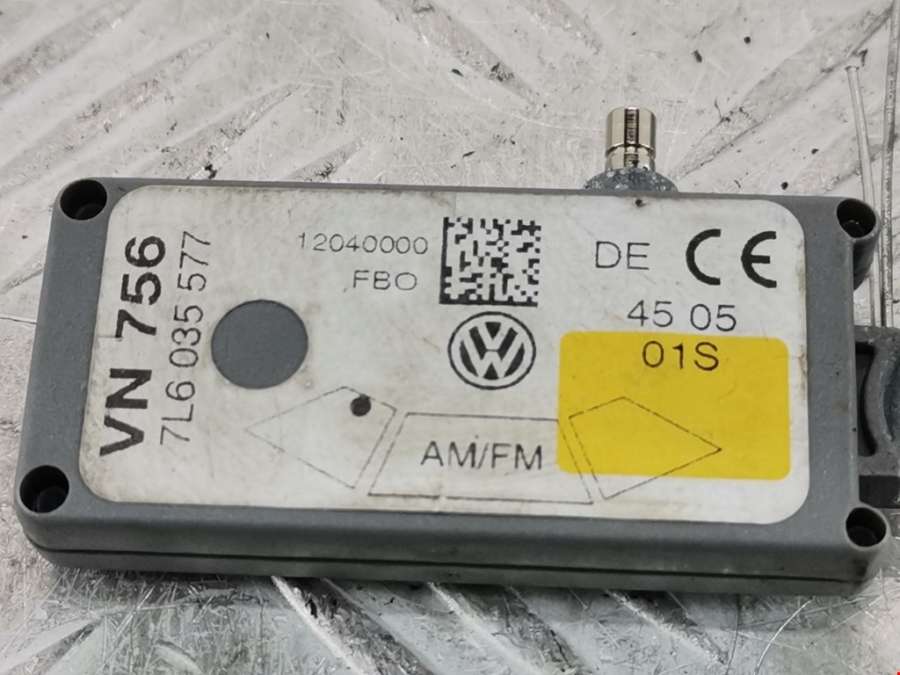 VN 756
7L6 035 577
12040000
FBO
DE CE
45 05
01S
AM/FM